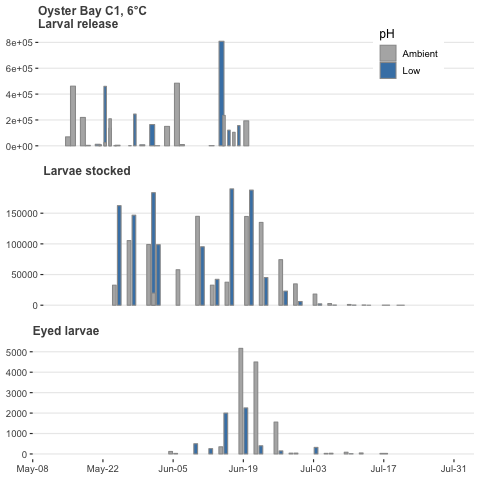 Oyster Bay C1, 6°C
Larval release
pH
Ambient
Low
8e+05
6e+05
4e+05
2e+05
0e+00
Larvae stocked
150000
100000
50000
0
Eyed larvae
5000
4000
3000
2000
1000
0
May-08 May-22 Jun-05 Jun-19 Jul-03 Jul-17 Jul-31